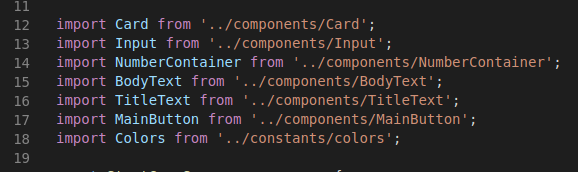 11
12 import Card from '../components/Card';
13 import Input from '../components/Input';
14 import NumberContainer from '../components/NumberContainer';
15 import BodyText from '../components/BodyText';
16 import TitleText from '../components/TitleText';
17 import MainButton from '../components/MainButton';
18 import Colors from '../constants/colors';
19